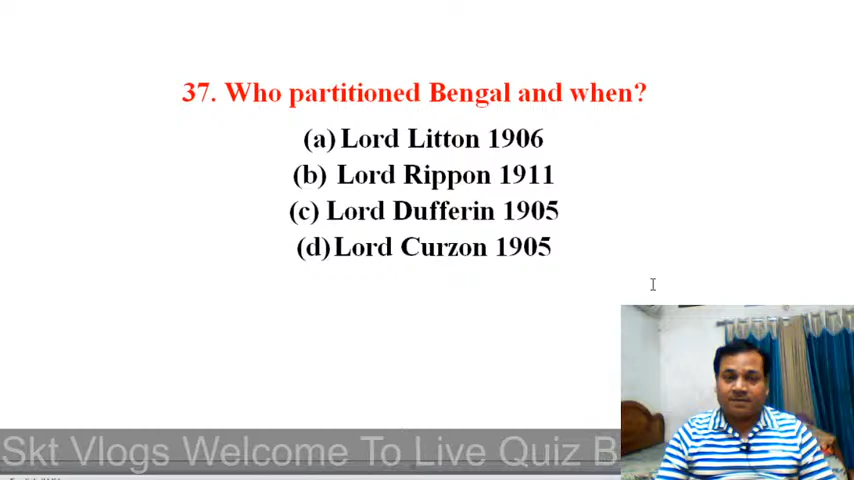 37. Who partitioned Bengal and when?
(a) Lord Litton 1906
(b) Lord Rippon 1911
(c) Lord Dufferin 1905
(d) Lord Curzon 1905
Skt Vlogs Welcome To Live Quiz B